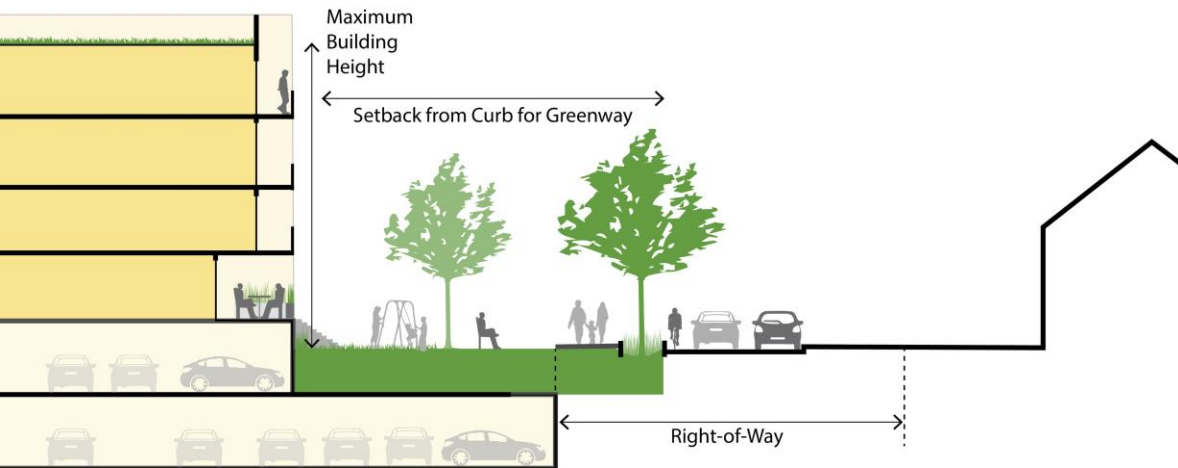 Maximum
Building
Height
Setback from Curb for Greenway
Right-of-Way